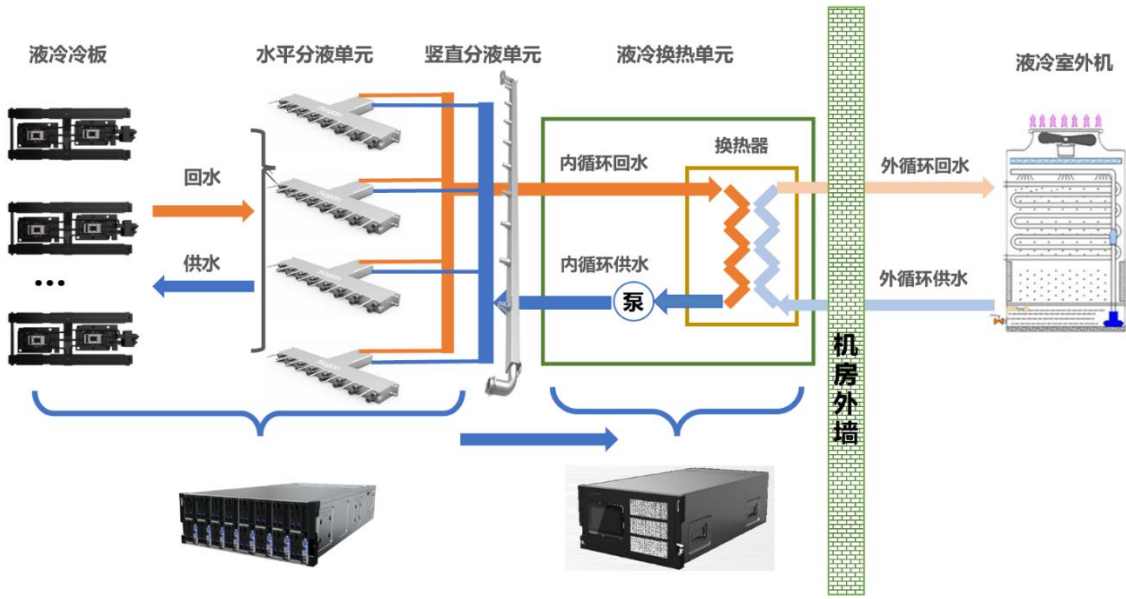 液冷冷板
水平分液单元
竖直分液单元
液冷换热单元
液冷室外机
换热器
回水
内循环回水
外循环回水
供水
内循环供水
外循环供水
...
泵
机房外墙